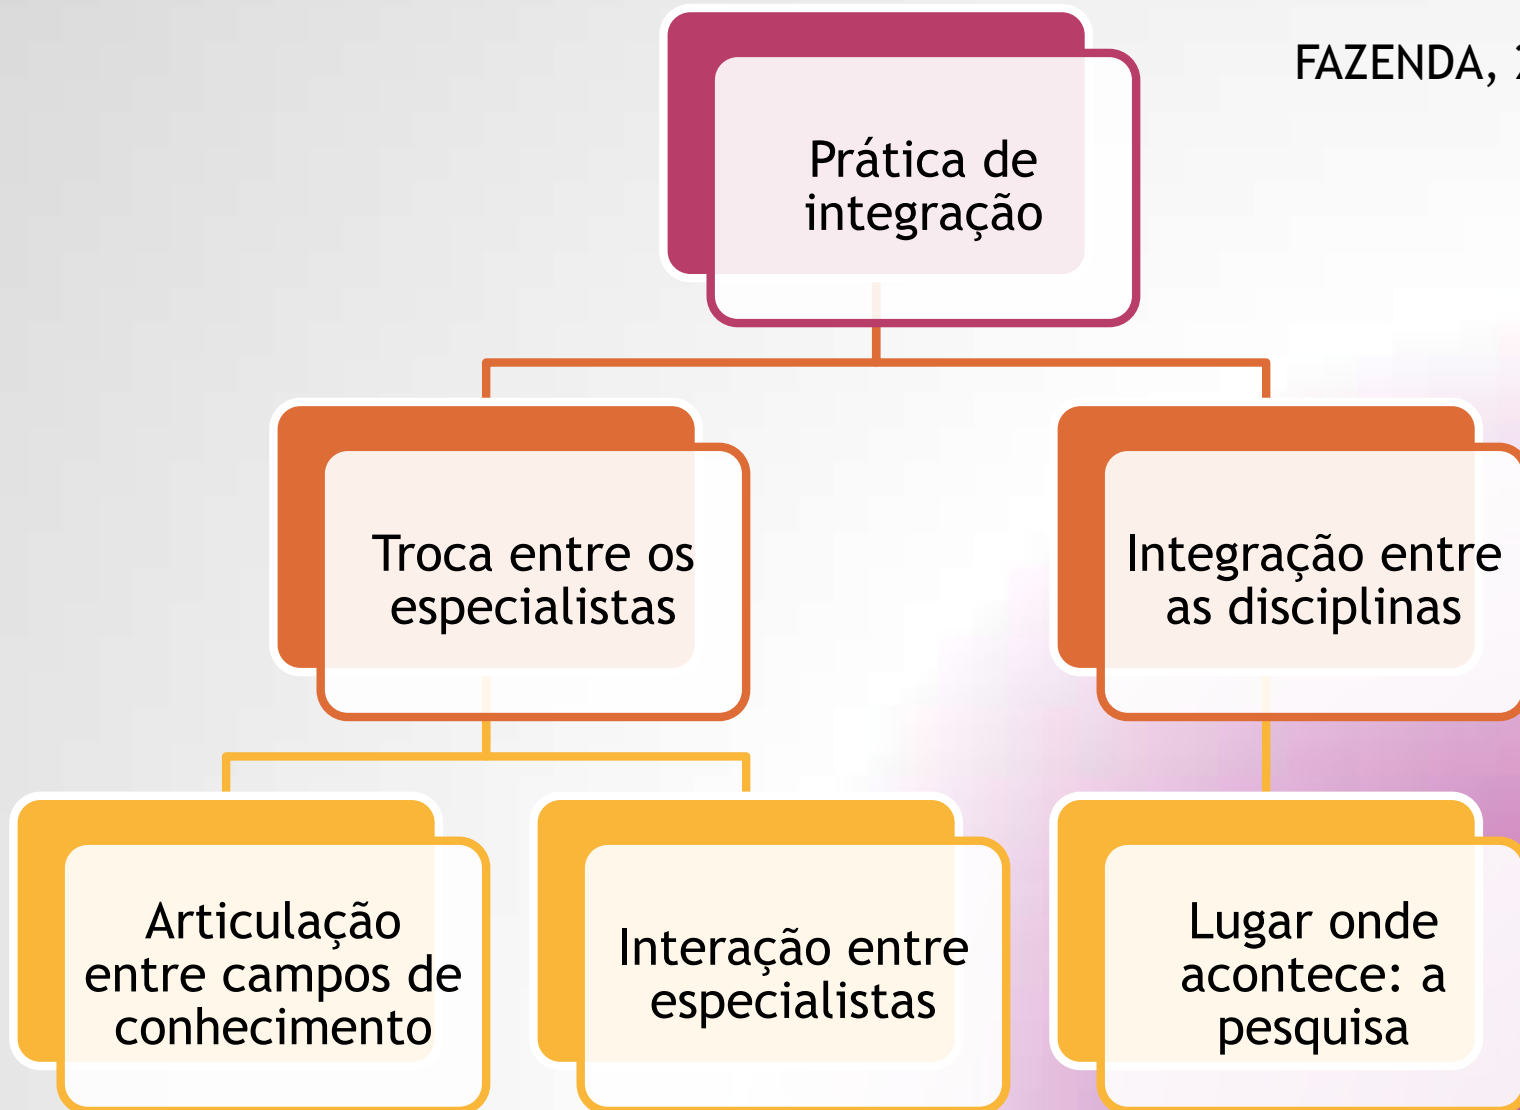 FAZENDA,
Prática de
integração
Troca entre os
especialistas
Integração entre
as disciplinas
Articulação
entre campos de
conhecimento
Interação entre
especialistas
Lugar onde
acontece: a
pesquisa